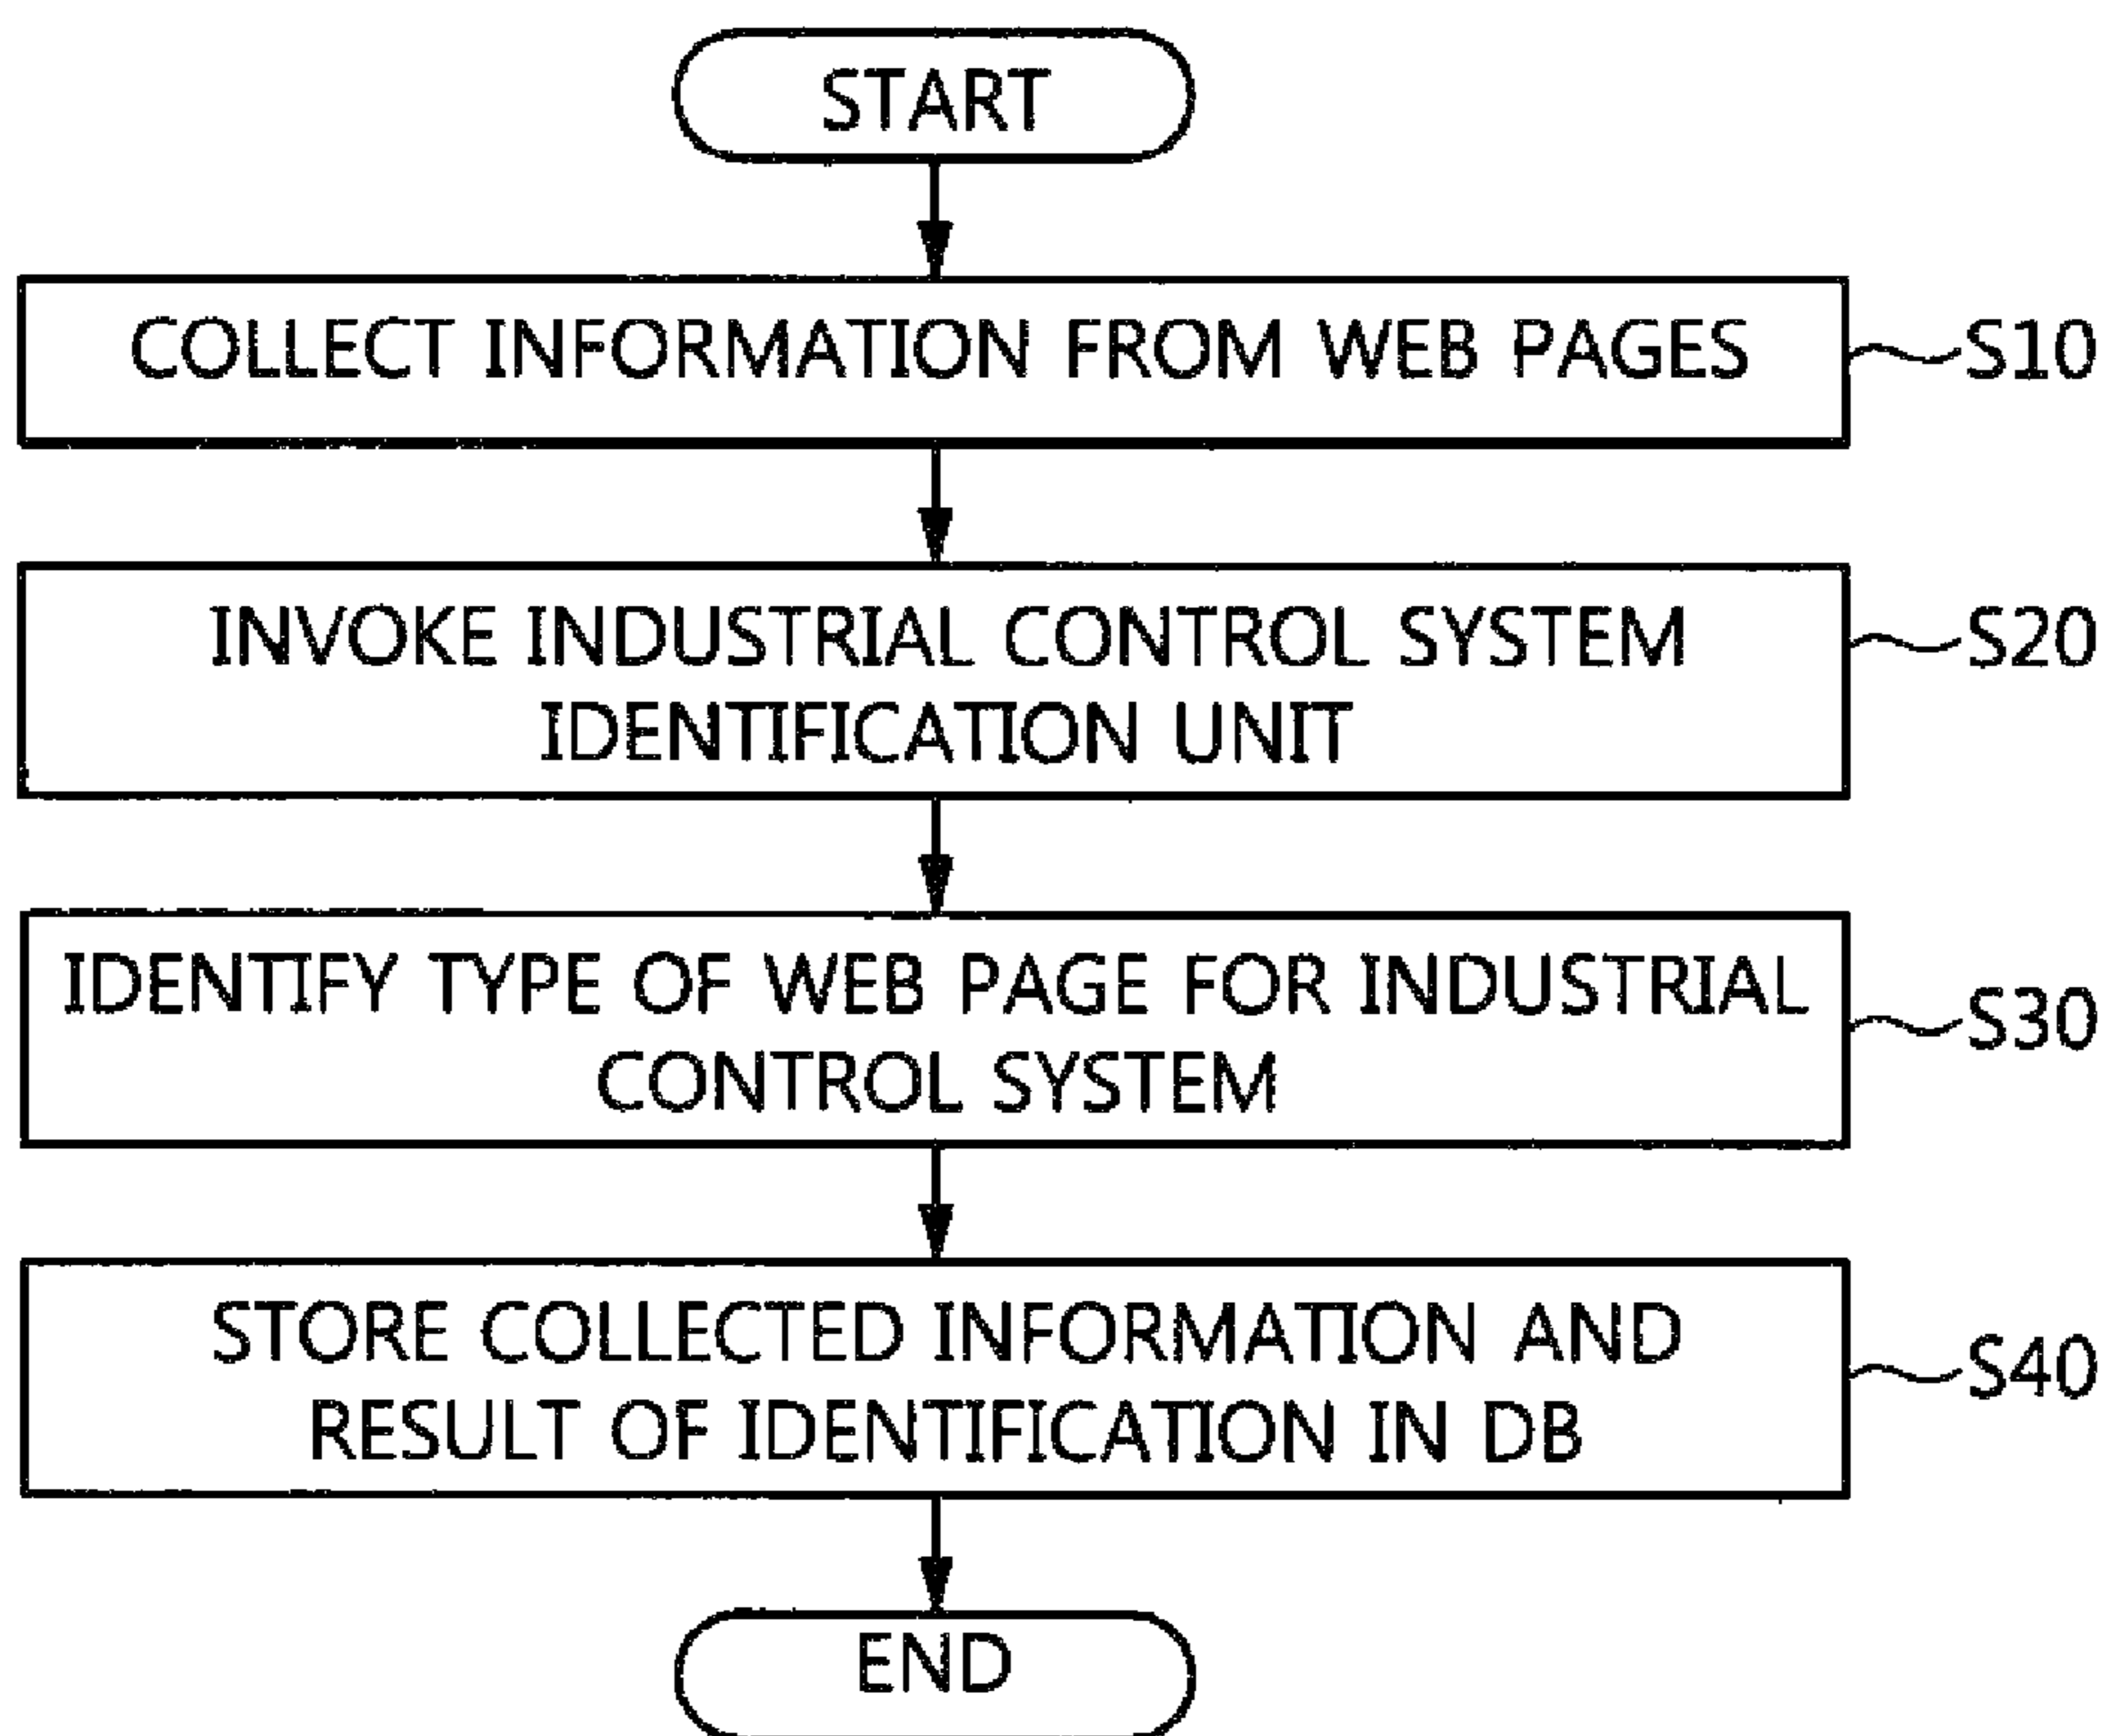 START
COLLECT INFORMATION FROM WEB PAGES
S10
INVOKE INDUSTRIAL CONTROL SYSTEM
IDENTIFICATION UNIT
S20
IDENTIFY TYPE OF WEB PAGE FOR INDUSTRIAL
CONTROL SYSTEM
S30
STORE COLLECTED INFORMATION AND
RESULT OF IDENTIFICATION IN DB
S40
END